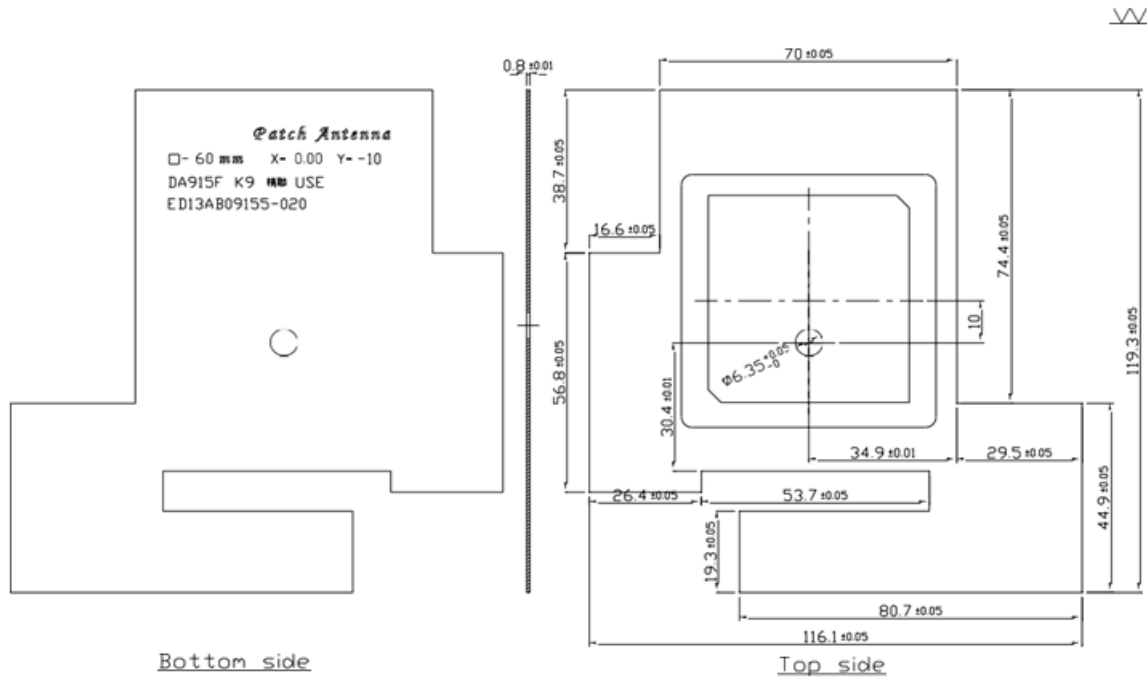 Patch Antenna
□- 60 mm X= 0.00 Y=-10
DA915F K9 精聯 USE
ED13AB09155-020
Bottom side
0.8 ±0.01
70 ±0.05
38.7 ±0.05
16.6 ±0.05
74.4 ±0.05
119.3 ±0.05
10
Ø6.35 +0.05 -0
56.8 ±0.05
30.4 ±0.01
34.9 ±0.01
29.5 ±0.05
26.4 ±0.05
53.7 ±0.05
44.9 ±0.05
19.3 ±0.05
80.7 ±0.05
116.1 ±0.05
Top side